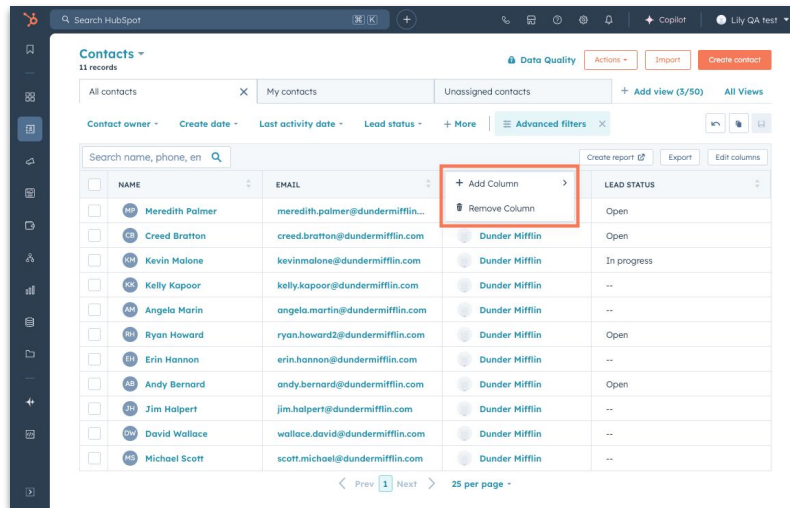 Search HubSpot ⌘ K + Copilot Lily QA test
Contacts
11 records
Data Quality Actions Import Create contact
All contacts My contacts Unassigned contacts + Add view (3/50) All Views
Contact owner Create date Last activity date Lead status + More Advanced filters
Search name, phone, em Create report Export Edit columns
NAME EMAIL + Add Column LEAD STATUS
Remove Column
MP Meredith Palmer meredith.palmer@dundermifflin... Open
CB Creed Bratton creed.bratton@dundermifflin.com Dunder Mifflin Open
KM Kevin Malone kevinmalone@dundermifflin.com Dunder Mifflin In progress
KK Kelly Kapoor kelly.kapoor@dundermifflin.com Dunder Mifflin --
AM Angela Marin angela.martin@dundermifflin.com Dunder Mifflin --
RH Ryan Howard ryan.howard2@dundermifflin.com Dunder Mifflin Open
EH Erin Hannon erin.hannon@dundermifflin.com Dunder Mifflin --
AB Andy Bernard andy.bernard@dundermifflin.com Dunder Mifflin Open
JH Jim Halpert jim.halpert@dundermifflin.com Dunder Mifflin --
DW David Wallace wallace.david@dundermifflin.com Dunder Mifflin --
MS Michael Scott scott.michael@dundermifflin.com Dunder Mifflin --
Prev 1 Next 25 per page